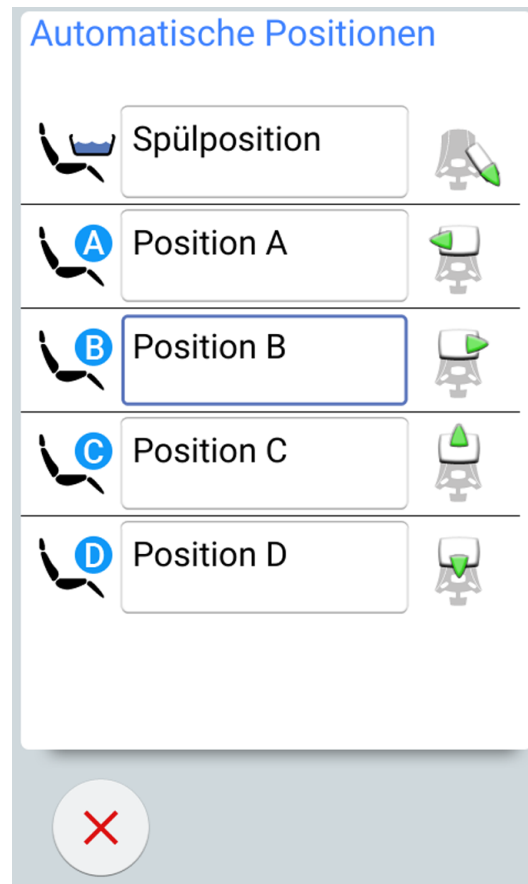 Automatische Positionen
Spülposition
A Position A
B Position B
C Position C
D Position D